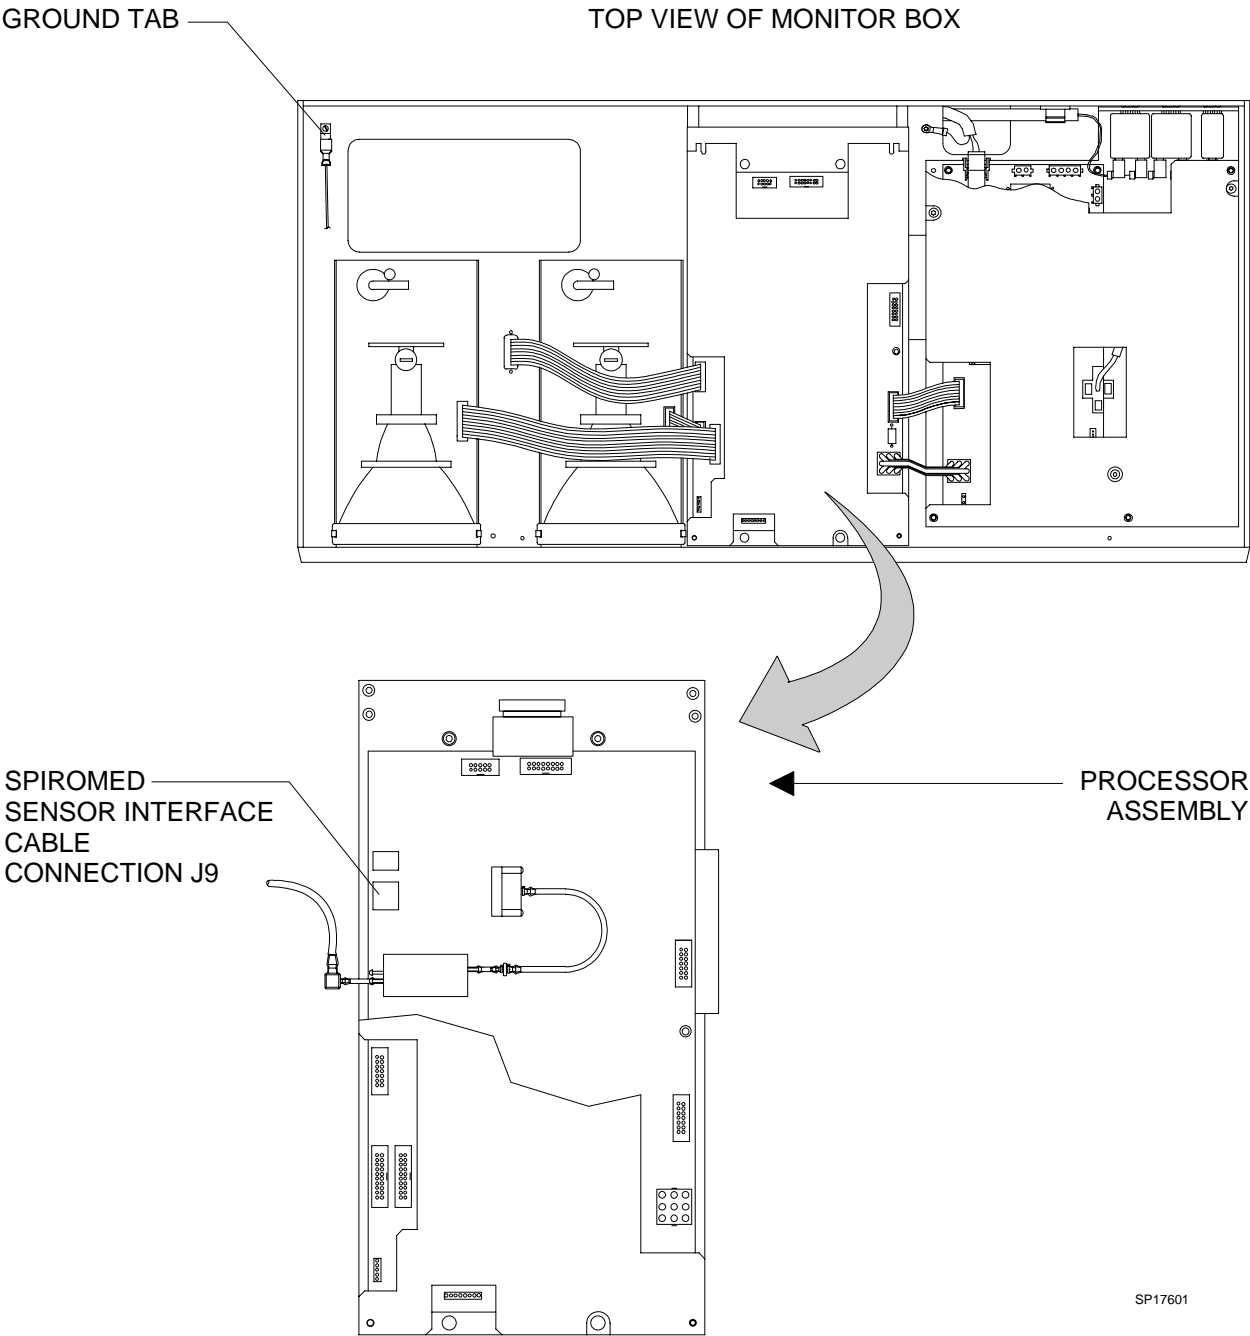 GROUND TAB
TOP VIEW OF MONITOR BOX
SPIROMED
SENSOR INTERFACE
CABLE
CONNECTION J9
PROCESSOR
ASSEMBLY
SP17601